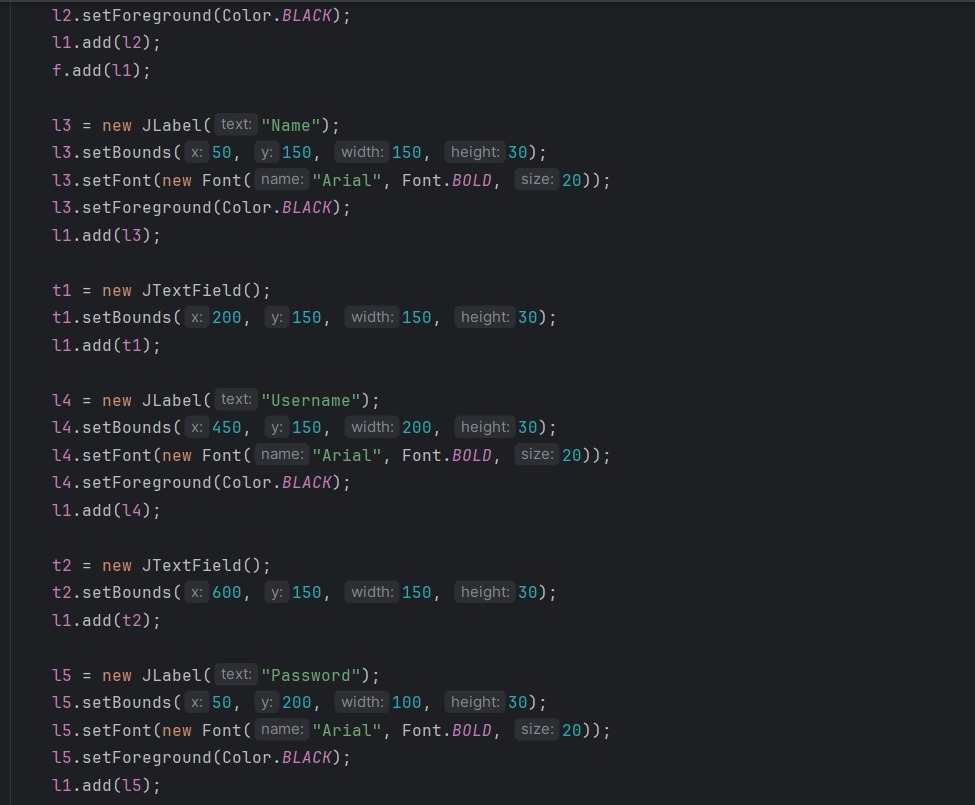 l2.setForeground(Color.BLACK);
l1.add(l2);
f.add(l1);
l3 = new JLabel( text: "Name");
l3.setBounds( x: 50, y: 150, width: 150, height: 30);
l3.setFont(new Font( name: "Arial", Font.BOLD, size: 20));
l3.setForeground(Color.BLACK);
l1.add(l3);
t1 = new JTextField();
t1.setBounds( x: 200, y: 150, width: 150, height: 30);
l1.add(t1);
l4 = new JLabel( text: "Username");
l4.setBounds( x: 450, y: 150, width: 200, height: 30);
l4.setFont(new Font( name: "Arial", Font.BOLD, size: 20));
l4.setForeground(Color.BLACK);
l1.add(l4);
t2 = new JTextField();
t2.setBounds( x: 600, y: 150, width: 150, height: 30);
l1.add(t2);
l5 = new JLabel( text: "Password");
l5.setBounds( x: 50, y: 200, width: 100, height: 30);
l5.setFont(new Font( name: "Arial", Font.BOLD, size: 20));
l5.setForeground(Color.BLACK);
l1.add(l5);